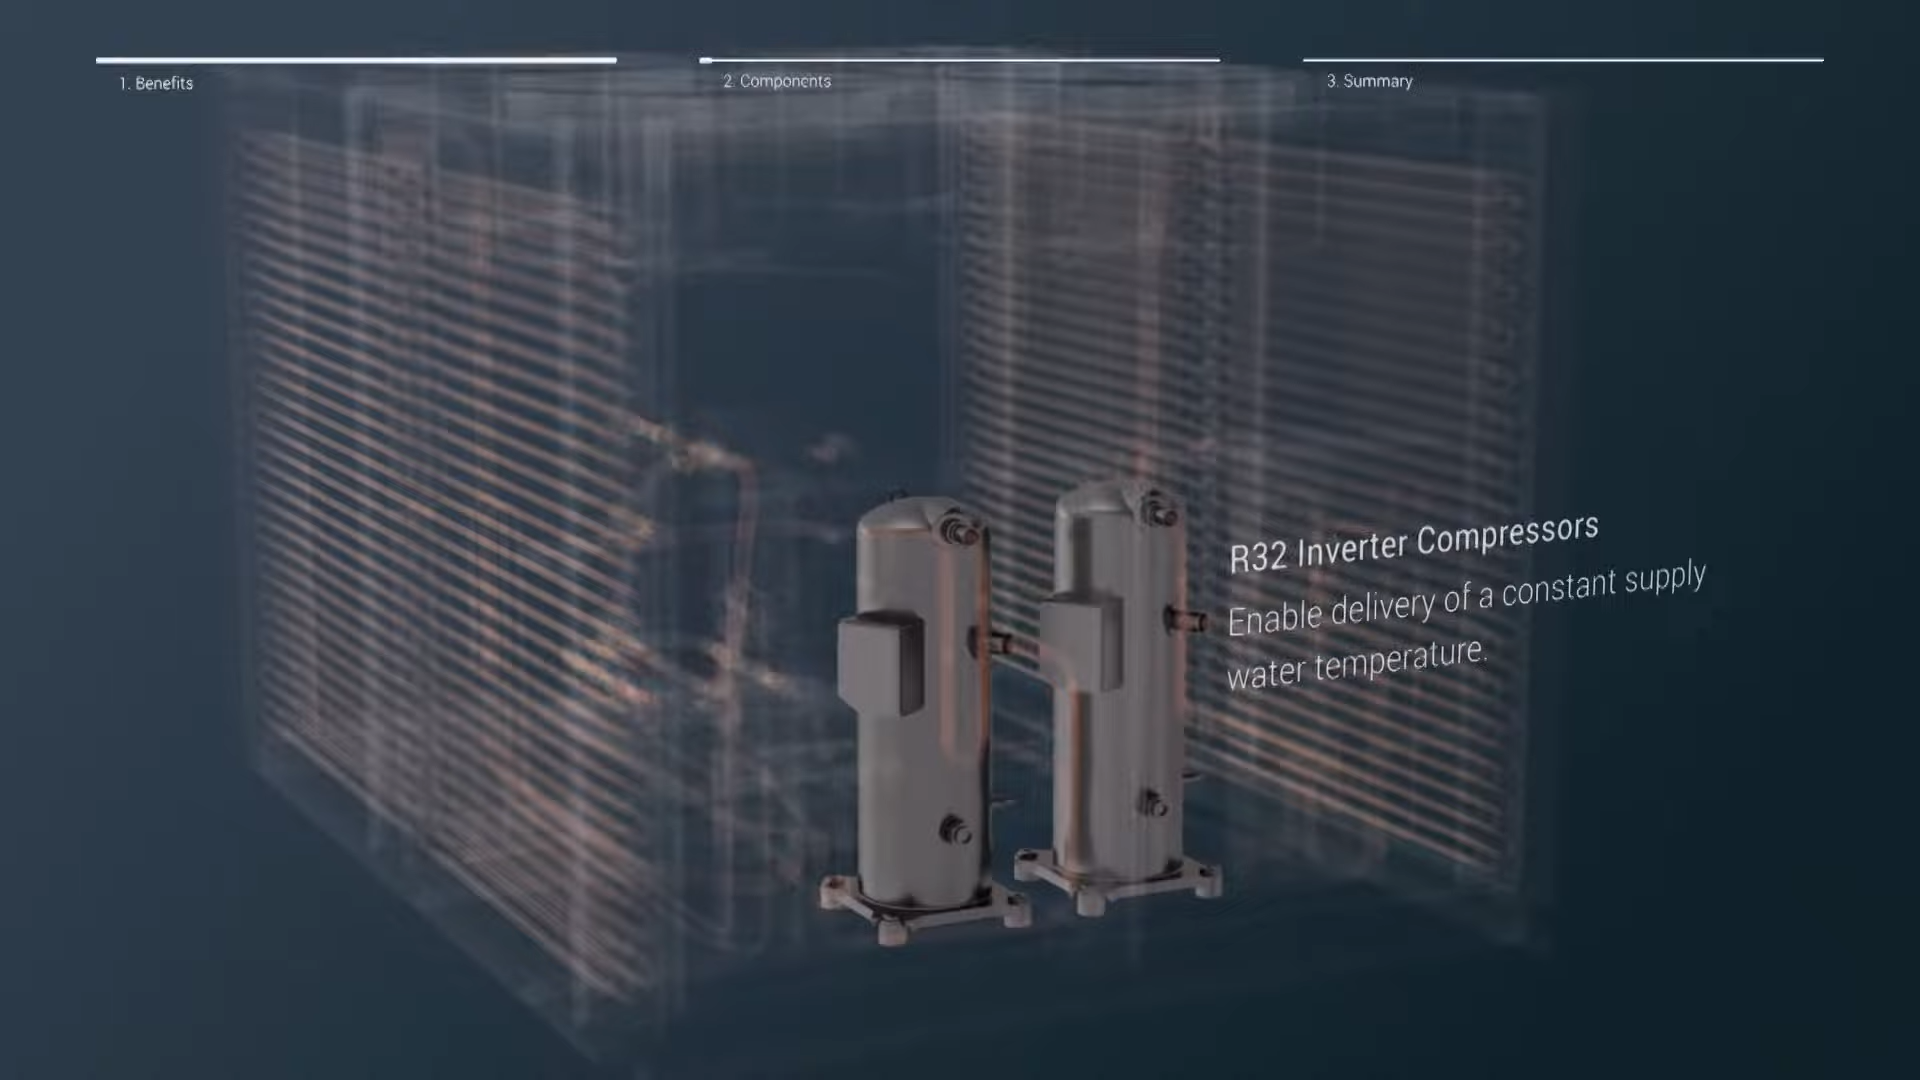 1. Benefits
2. Components
3. Summary
R32 Inverter Compressors
Enable delivery of a constant supply
water temperature.